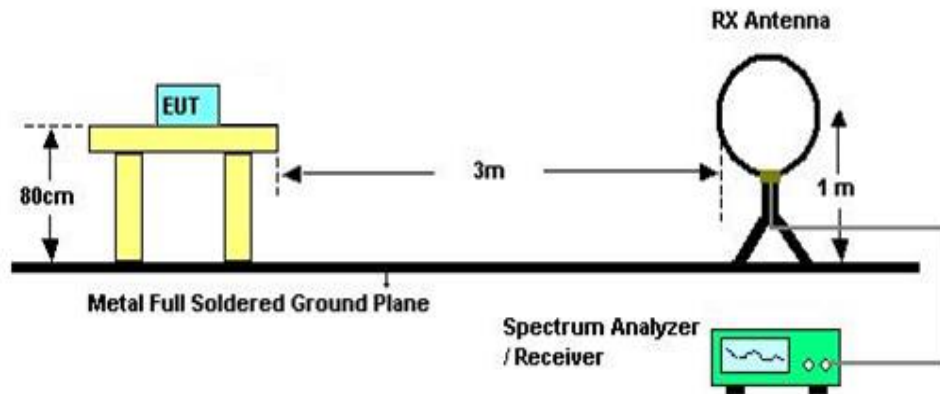 RX Antenna
EUT
80cm
3m
1 m
Metal Full Soldered Ground Plane
Spectrum Analyzer
/ Receiver